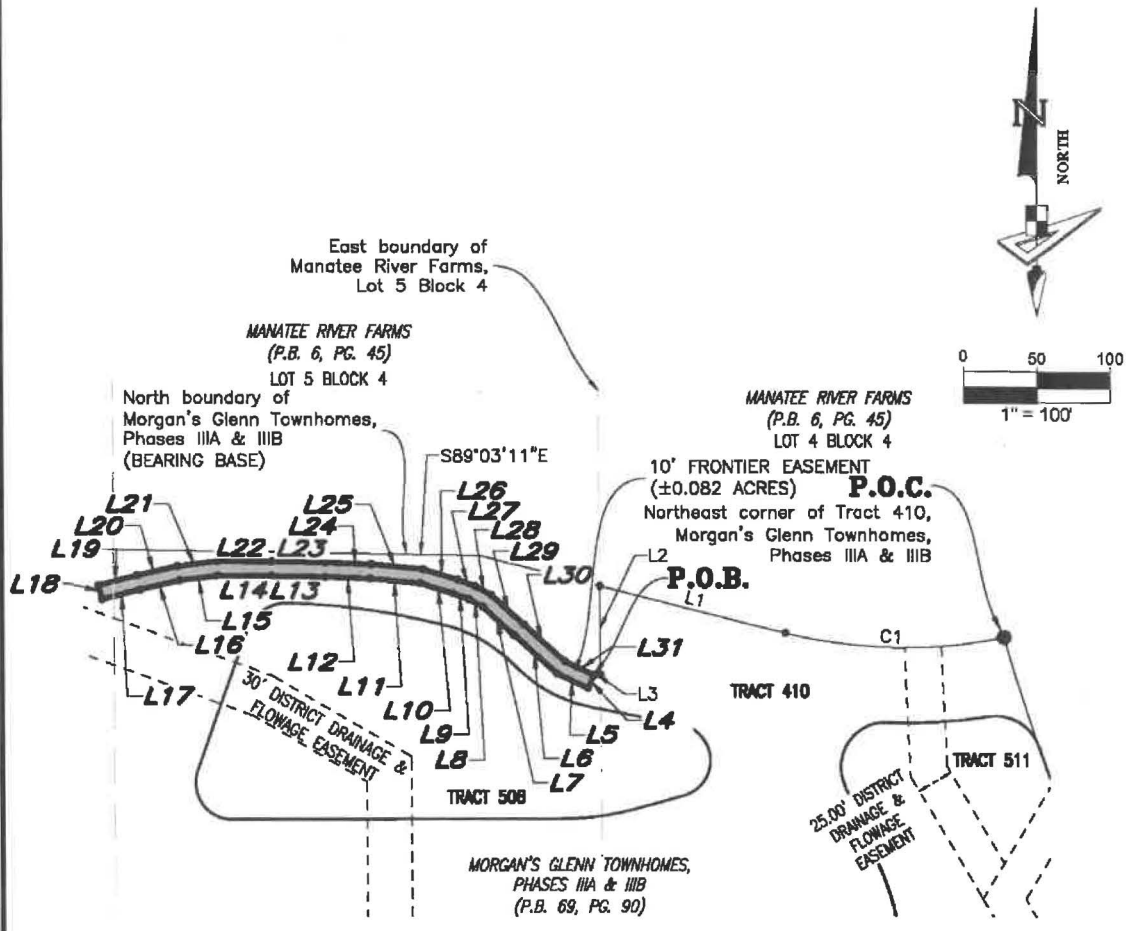 N
NORTH
0 50 100
1" = 100'
East boundary of
Manatee River Farms,
Lot 5 Block 4
MANATEE RIVER FARMS
(P.B. 6, PG. 45)
LOT 5 BLOCK 4
North boundary of
Morgan's Glenn Townhomes,
Phases IIIA & IIIB
(BEARING BASE)
S89°03'11"E
MANATEE RIVER FARMS
(P.B. 6, PG. 45)
LOT 4 BLOCK 4
10' FRONTIER EASEMENT
(±0.082 ACRES)
P.O.C.
Northeast corner of Tract 410,
Morgan's Glenn Townhomes,
Phases IIIA & IIIB
P.O.B.
L1
L2
L3
C1
L18
L19
L20
L21
L22
L23
L24
L25
L26
L27
L28
L29
L30
L31
L17
L16
L15
L14
L13
L12
L11
L10
L9
L8
L7
L6
L5
L4
30' DISTRICT DRAINAGE &
FLOWAGE EASEMENT
TRACT 508
TRACT 410
TRACT 511
25.00' DISTRICT
DRAINAGE &
FLOWAGE
EASEMENT
MORGAN'S GLENN TOWNHOMES,
PHASES IIIA & IIIB
(P.B. 69, PG. 90)